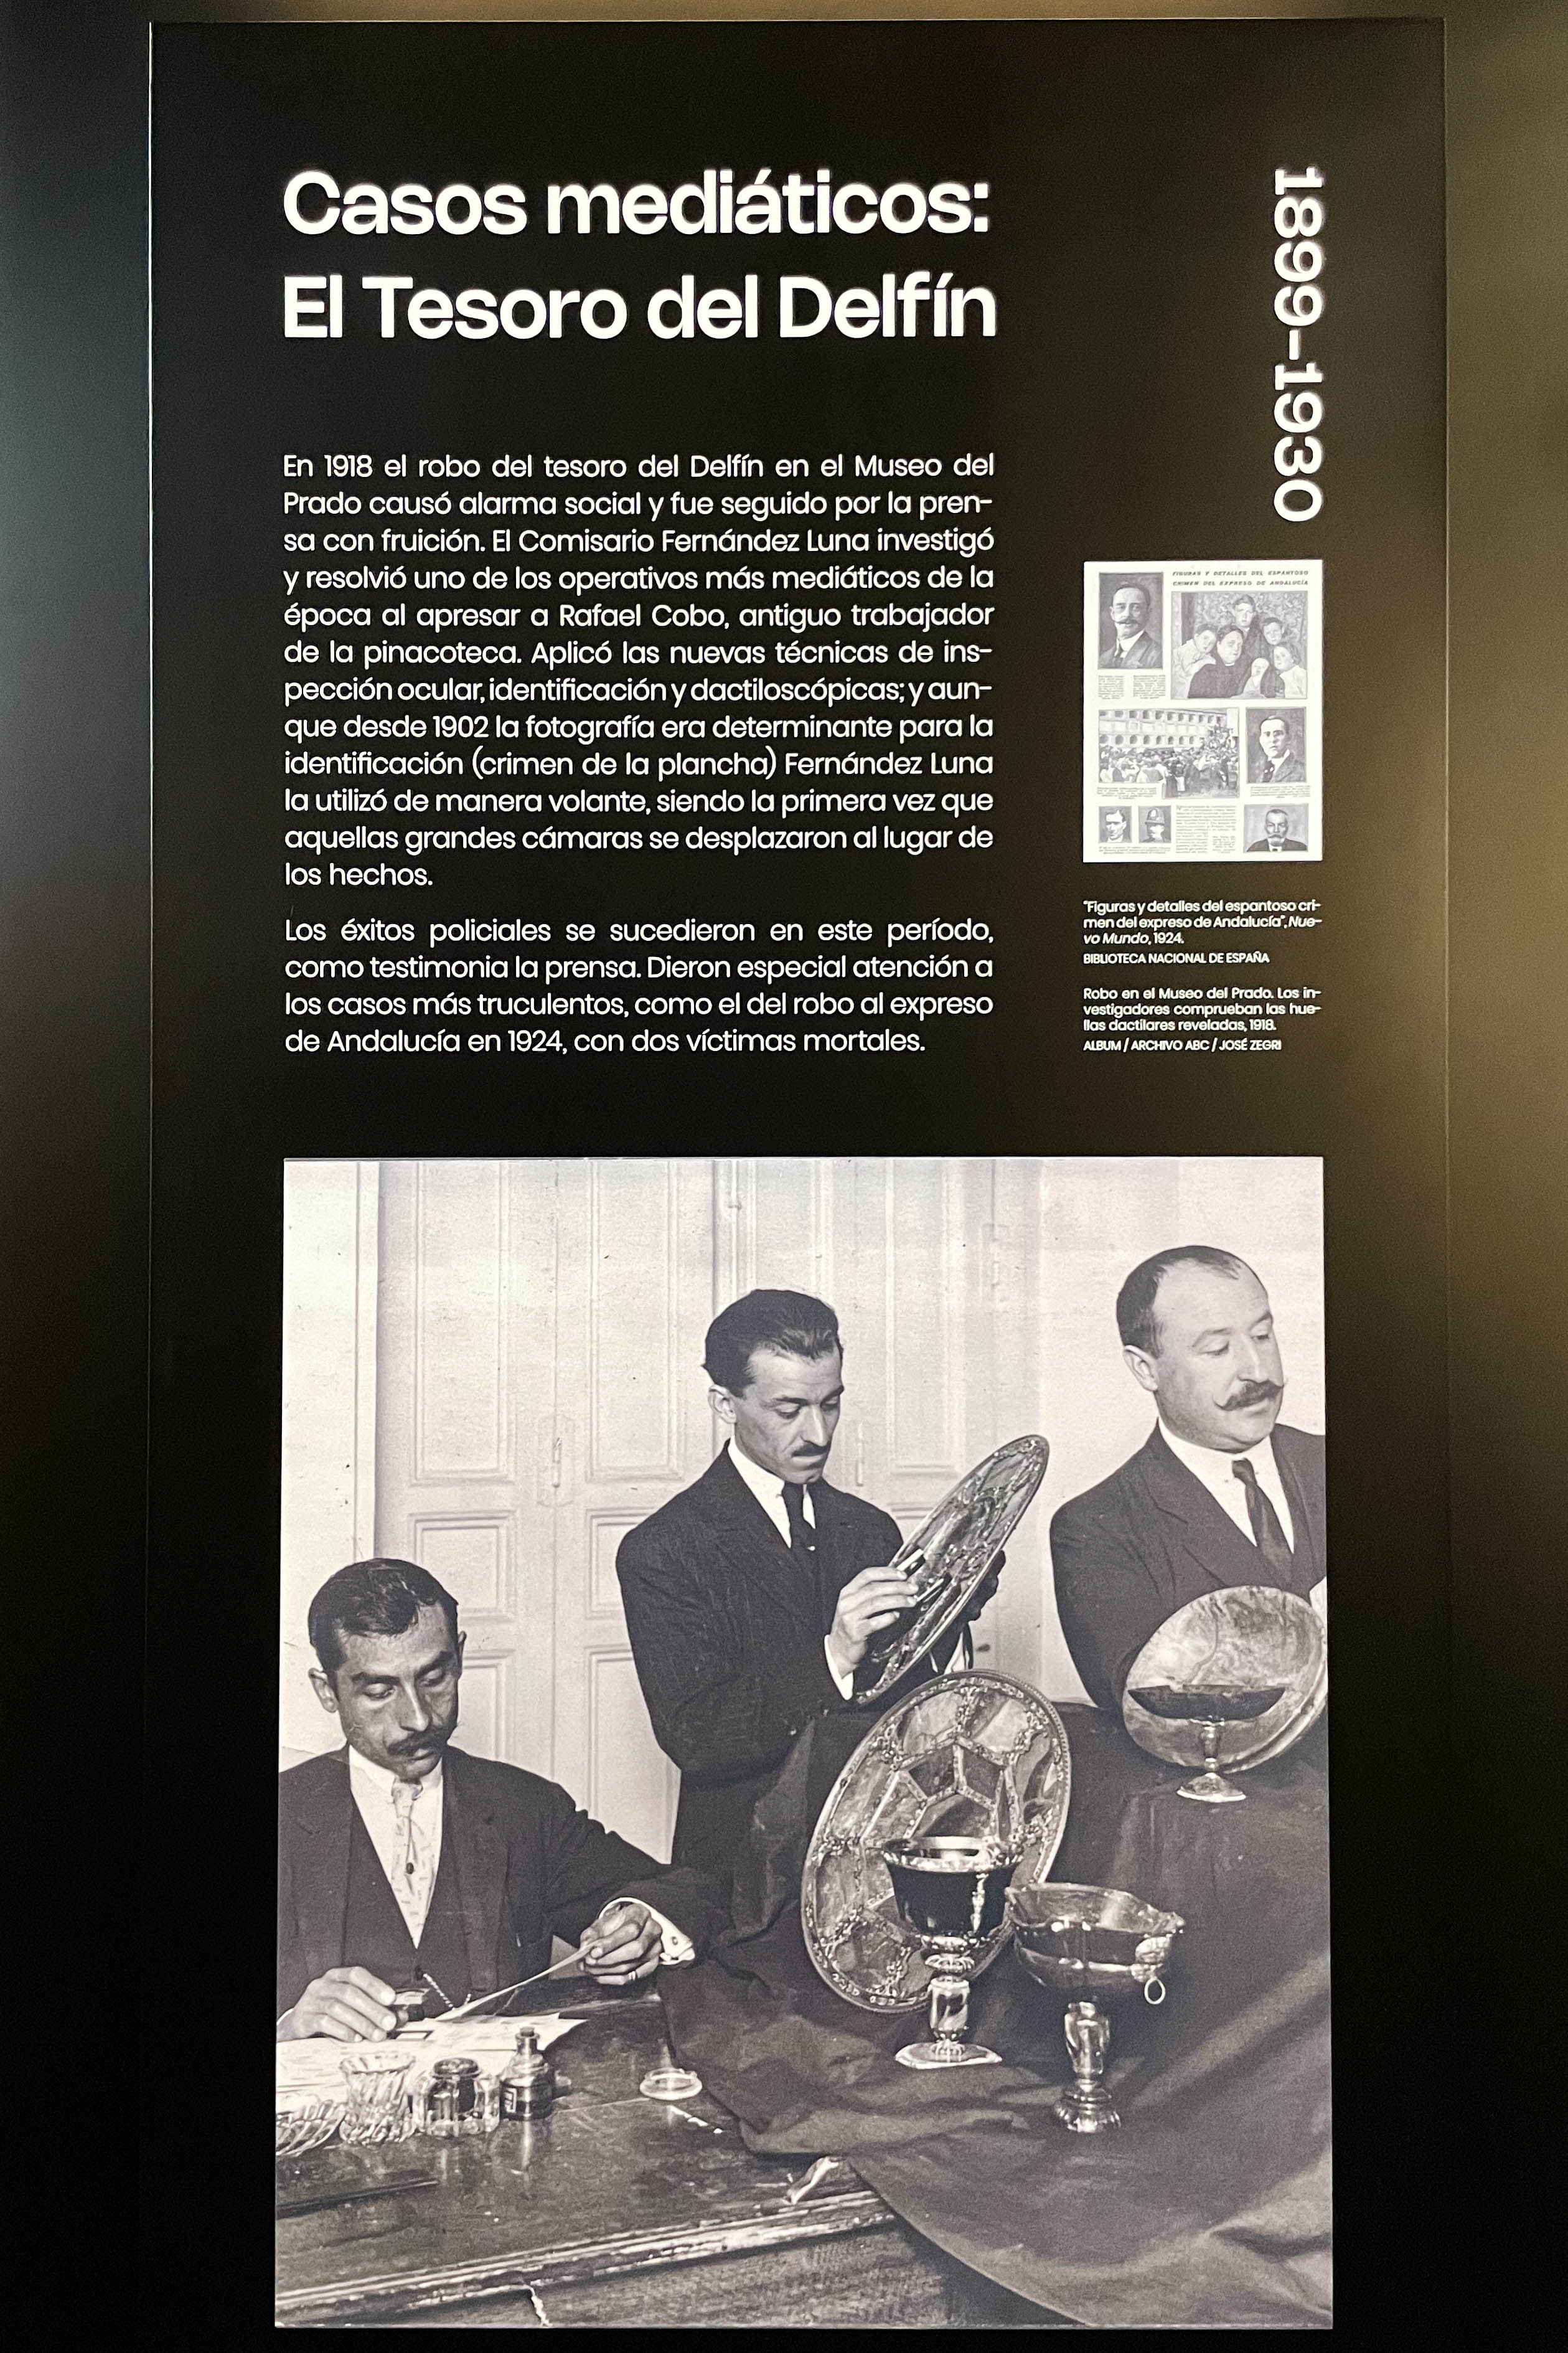 Casos mediáticos:
El Tesoro del Delfín
1899-1930
En 1918 el robo del tesoro del Delfín en el Museo del
Prado causó alarma social y fue seguido por la pren-
sa con fruición. El Comisario Fernández Luna investigó
y resolvió uno de los operativos más mediáticos de la
época al apresar a Rafael Cobo, antiguo trabajador
de la pinacoteca. Aplicó las nuevas técnicas de ins-
pección ocular, identificación y dactiloscópicas; y aun-
que desde 1902 la fotografía era determinante para la
identificación (crimen de la plancha) Fernández Luna
la utilizó de manera volante, siendo la primera vez que
aquellas grandes cámaras se desplazaron al lugar de
los hechos.
Los éxitos policiales se sucedieron en este período,
como testimonia la prensa. Dieron especial atención a
los casos más truculentos, como el del robo al expreso
de Andalucía en 1924, con dos víctimas mortales.
FIGURAS Y DETALLES DEL ESPANTOSO
CRIMEN DEL EXPRESO DE ANDALUCÍA
"Figuras y detalles del espantoso cri-
men del expreso de Andalucía", Nue-
vo Mundo, 1924.
BIBLIOTECA NACIONAL DE ESPAÑA
Robo en el Museo del Prado. Los in-
vestigadores comprueban las hue-
llas dactilares reveladas, 1918.
ALBUM / ARCHIVO ABC / JOSÉ ZEGRI